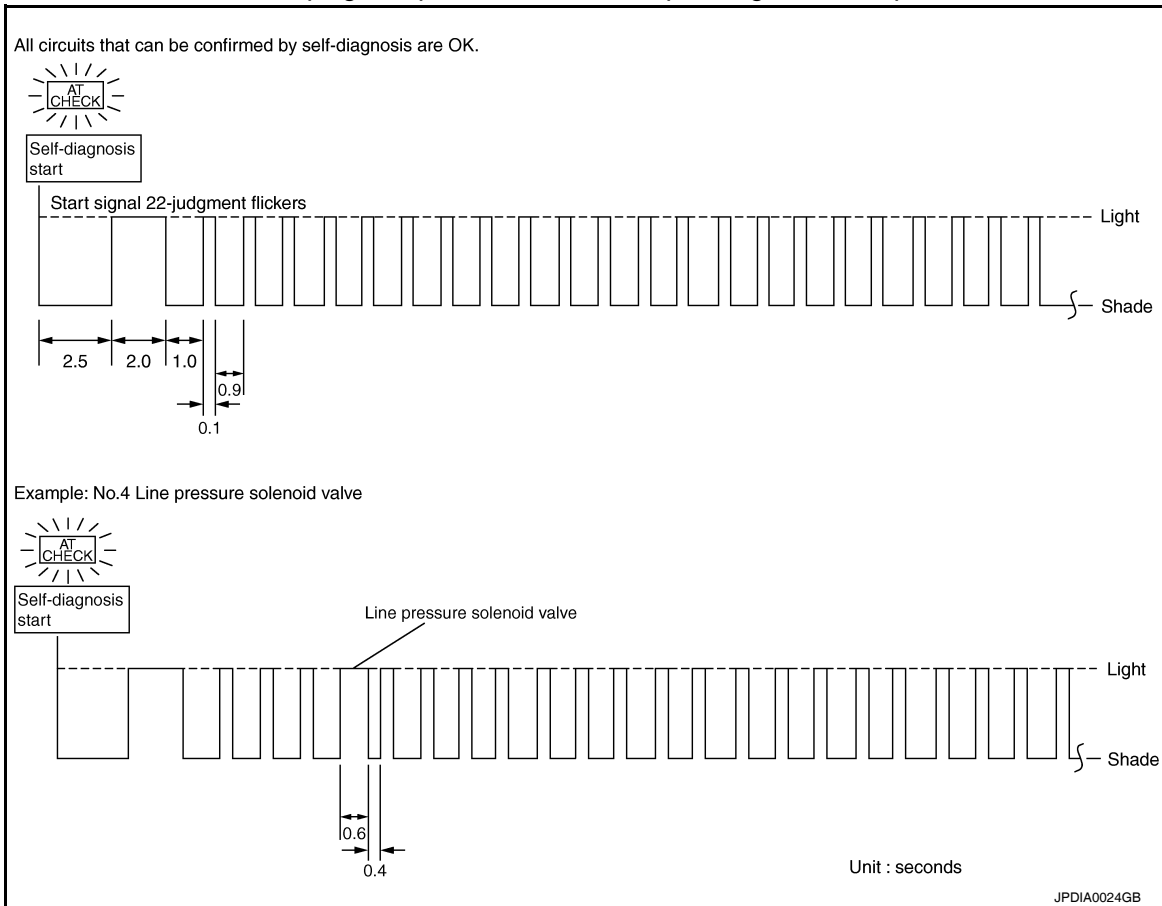 All circuits that can be confirmed by self-diagnosis are OK.
AT
CHECK
Self-diagnosis
start
Start signal 22-judgment flickers
Light
Shade
2.5
2.0
1.0
0.9
0.1
Example: No.4 Line pressure solenoid valve
AT
CHECK
Self-diagnosis
start
Line pressure solenoid valve
Light
Shade
0.6
0.4
Unit : seconds
JPDIA0024GB